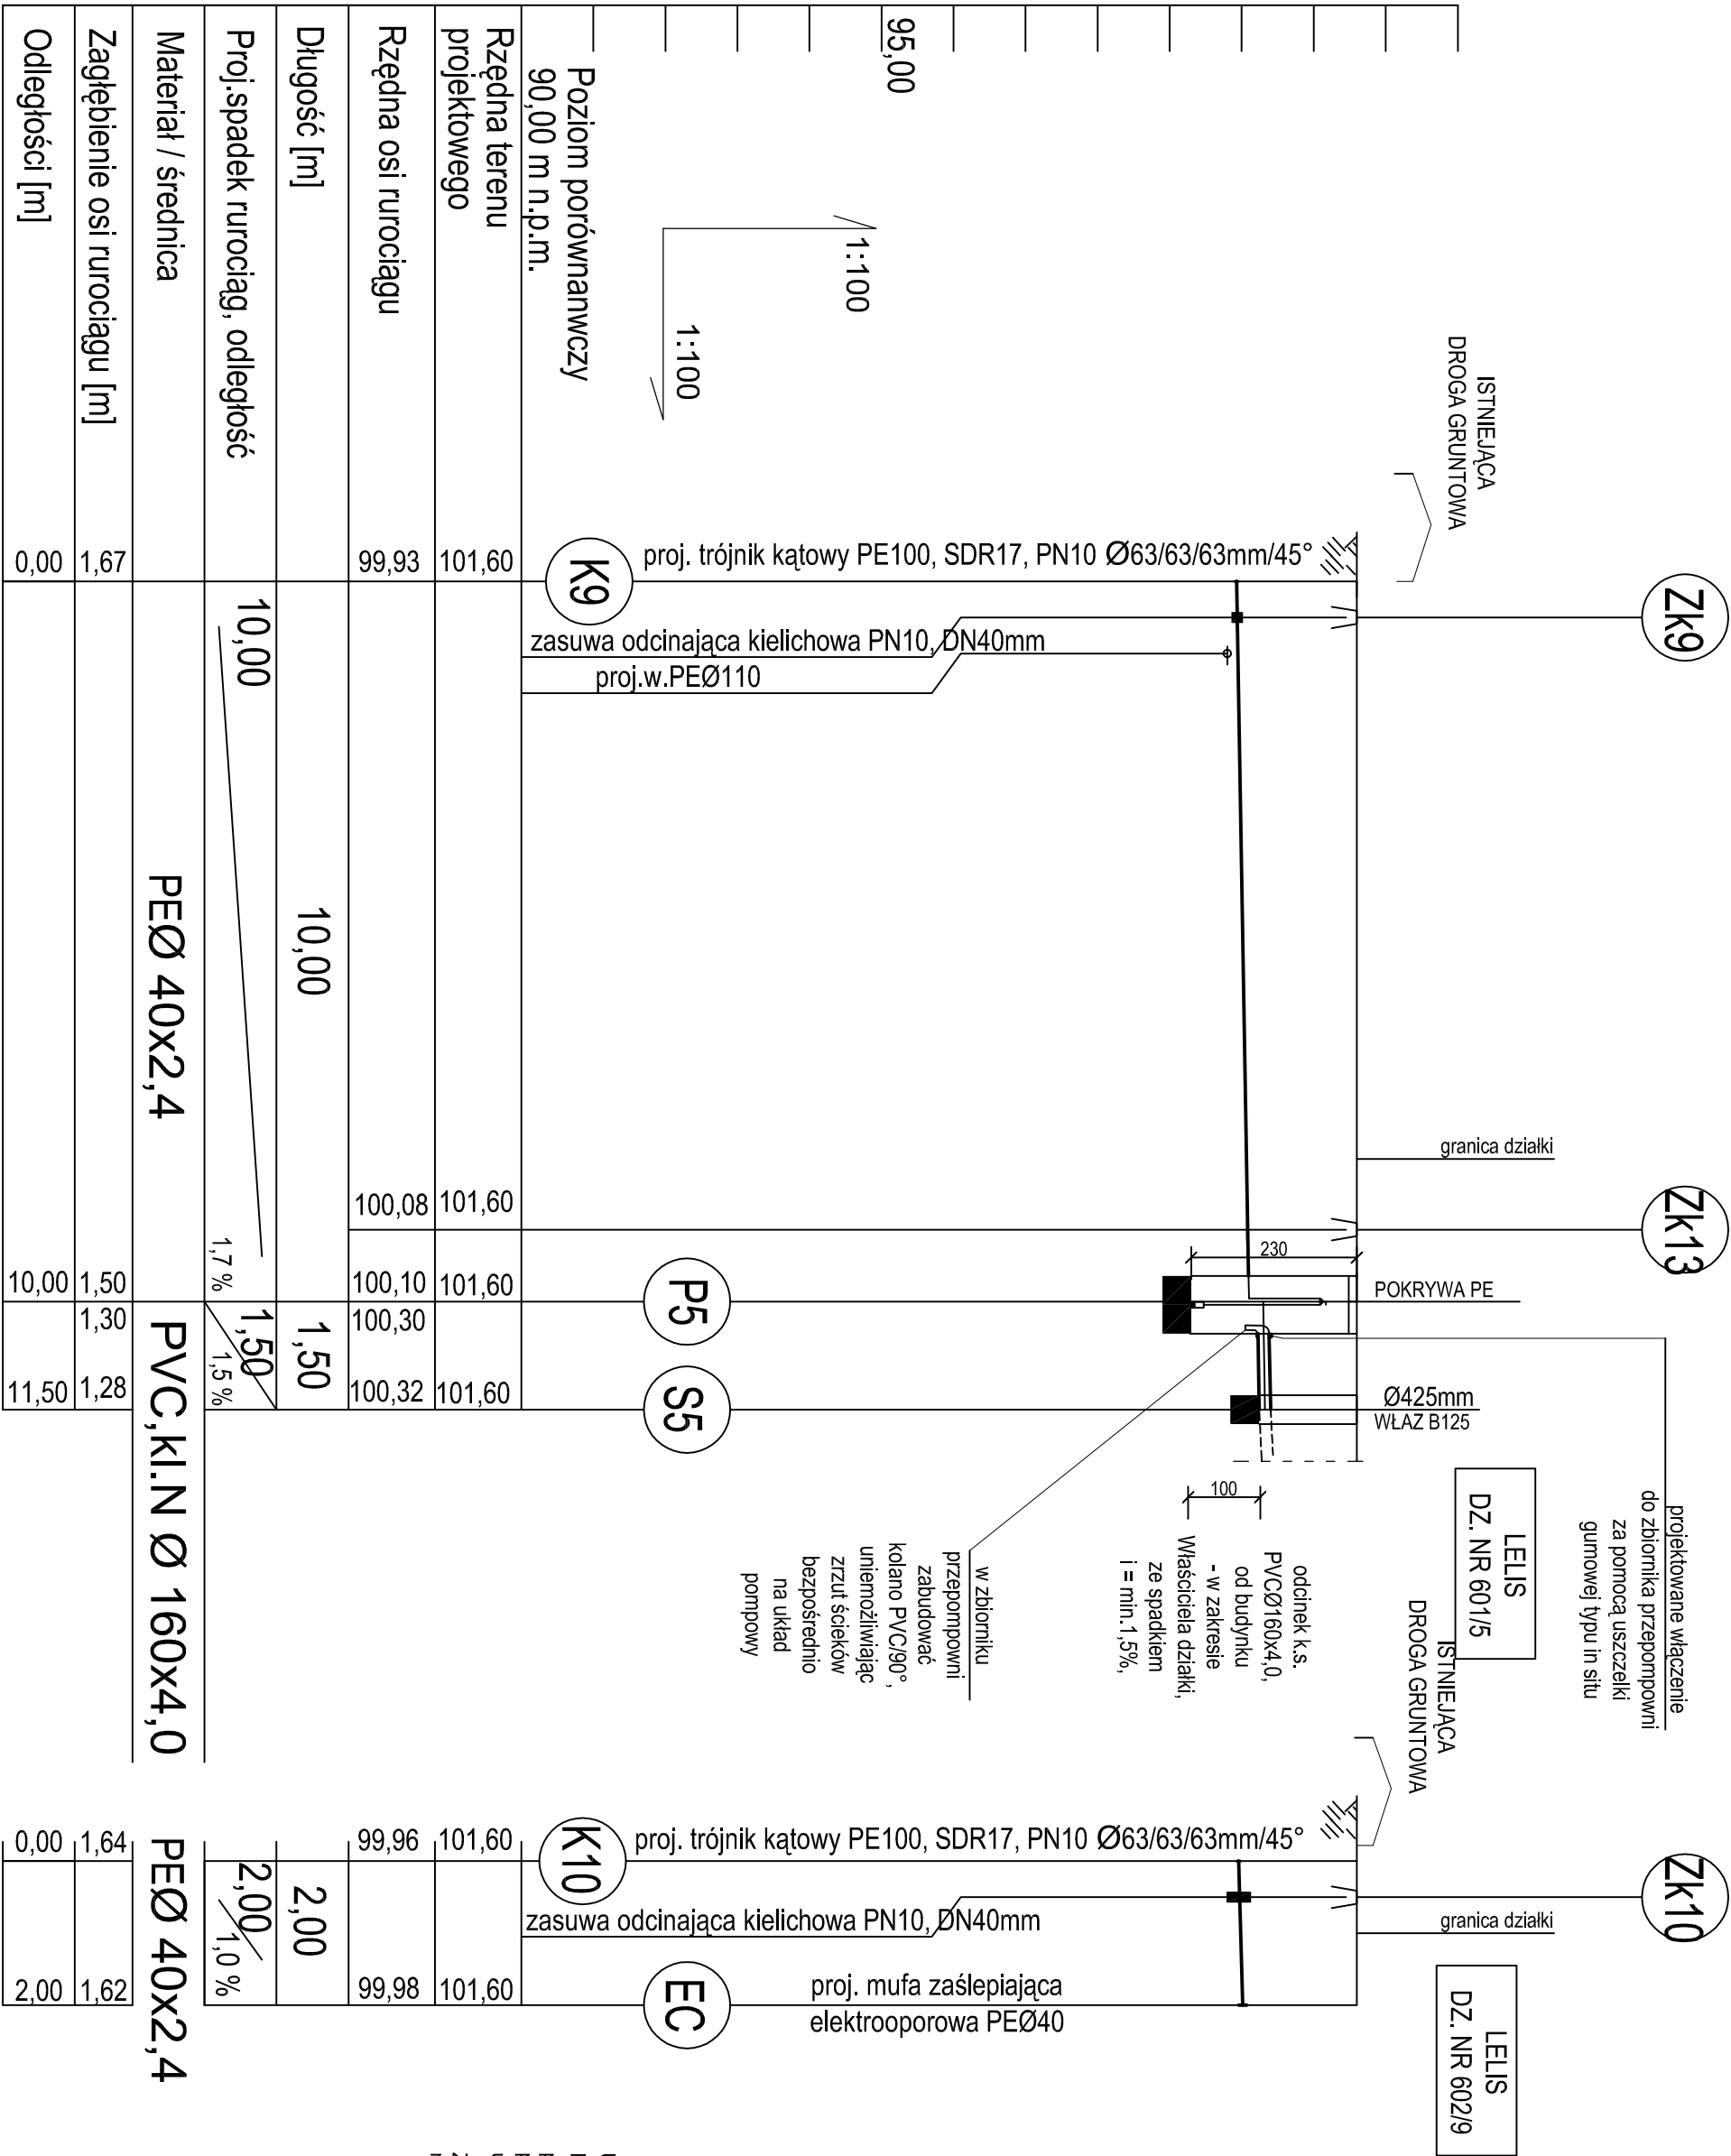 ISTNIEJĄCA
DROGA GRUNTOWA
Zk9
granica działki
Zk13
POKRYWA PE
Ø425mm
WŁAZ B125
230
100
projektowane włączenie
do zbiornika przepompowni
za pomocą uszczelki
gumowej typu in situ
LELIS
DZ. NR 601/5
odcinek k.s.
PVCØ160x4,0,
od budynku
- w zakresie
Właściciela działki,
ze spadkiem
i = min.1,5%,
w zbiorniku
przepompowni
zabudować
kolano PVC/90°,
uniemożliwiając
zrzut ścieków
bezpośrednio
na układ
pompowy
ISTNIEJĄCA
DROGA GRUNTOWA
Zk10
granica działki
LELIS
DZ. NR 602/9
95,00
1:100
1:100
Poziom porównanwczy
90,00 m n.p.m.
K9
proj. trójnik kątowy PE100, SDR17, PN10 Ø63/63/63mm/45°
zasuwa odcinająca kielichowa PN10, DN40mm
proj.w.PEØ110
P5
S5
K10
proj. trójnik kątowy PE100, SDR17, PN10 Ø63/63/63mm/45°
zasuwa odcinająca kielichowa PN10, DN40mm
EC
proj. mufa zaślepiająca
elektrooporowa PEØ40
Rzędna terenu
projektowego
101,60
101,60
101,60
101,60
101,60
101,60
Rzędna osi rurociągu
99,93
100,08
100,10
100,30
100,32
99,96
99,98
Długość [m]
10,00
1,50
2,00
Proj.spadek rurociąg, odległość
10,00
1,7 %
1,50
1,5 %
2,00
1,0 %
Materiał / średnica
PEØ 40x2,4
PVC,kl.N Ø 160x4,0
PEØ 40x2,4
Zagłębienie osi rurociągu [m]
1,67
1,50
1,30
1,28
1,64
1,62
Odległości [m]
0,00
10,00
11,50
0,00
2,00